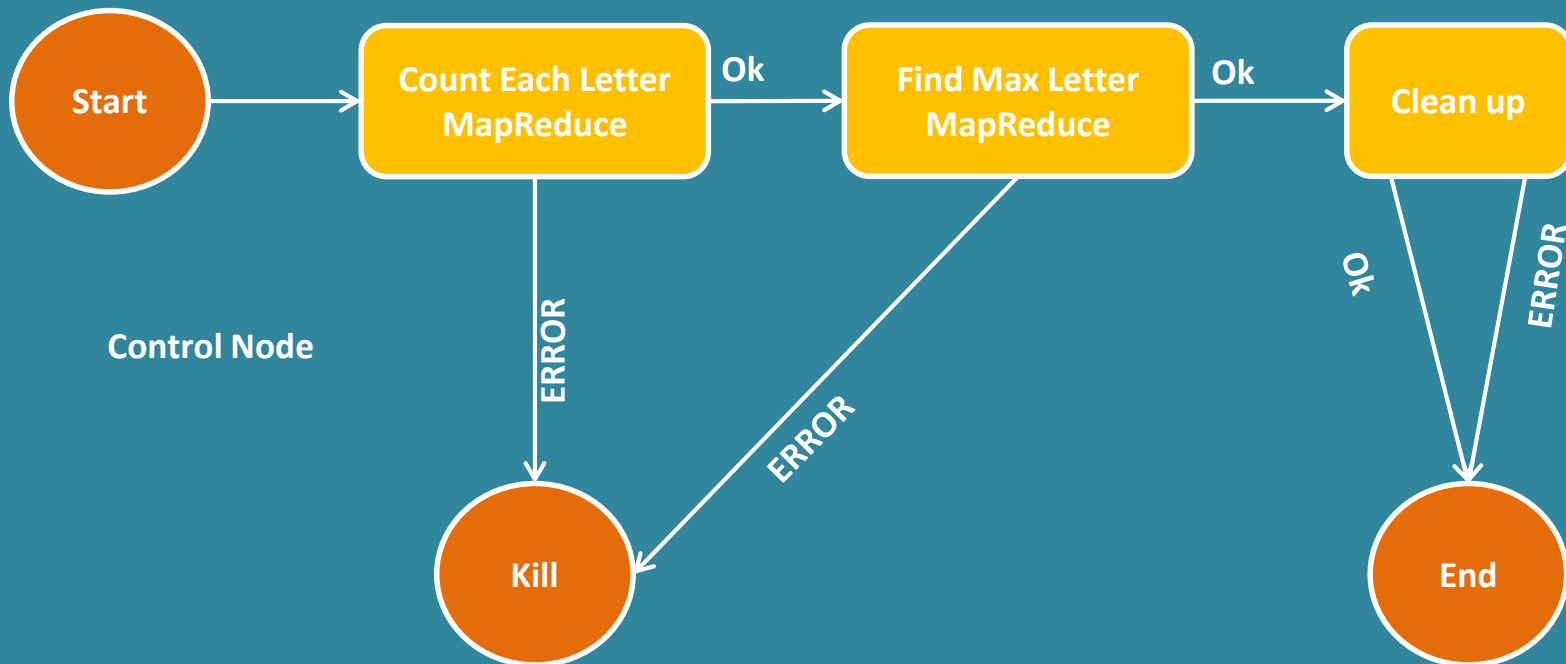 Start
Count Each Letter
MapReduce
Ok
Find Max Letter
MapReduce
Ok
Clean up
Ok
ERROR
Control Node
ERROR
ERROR
Kill
End